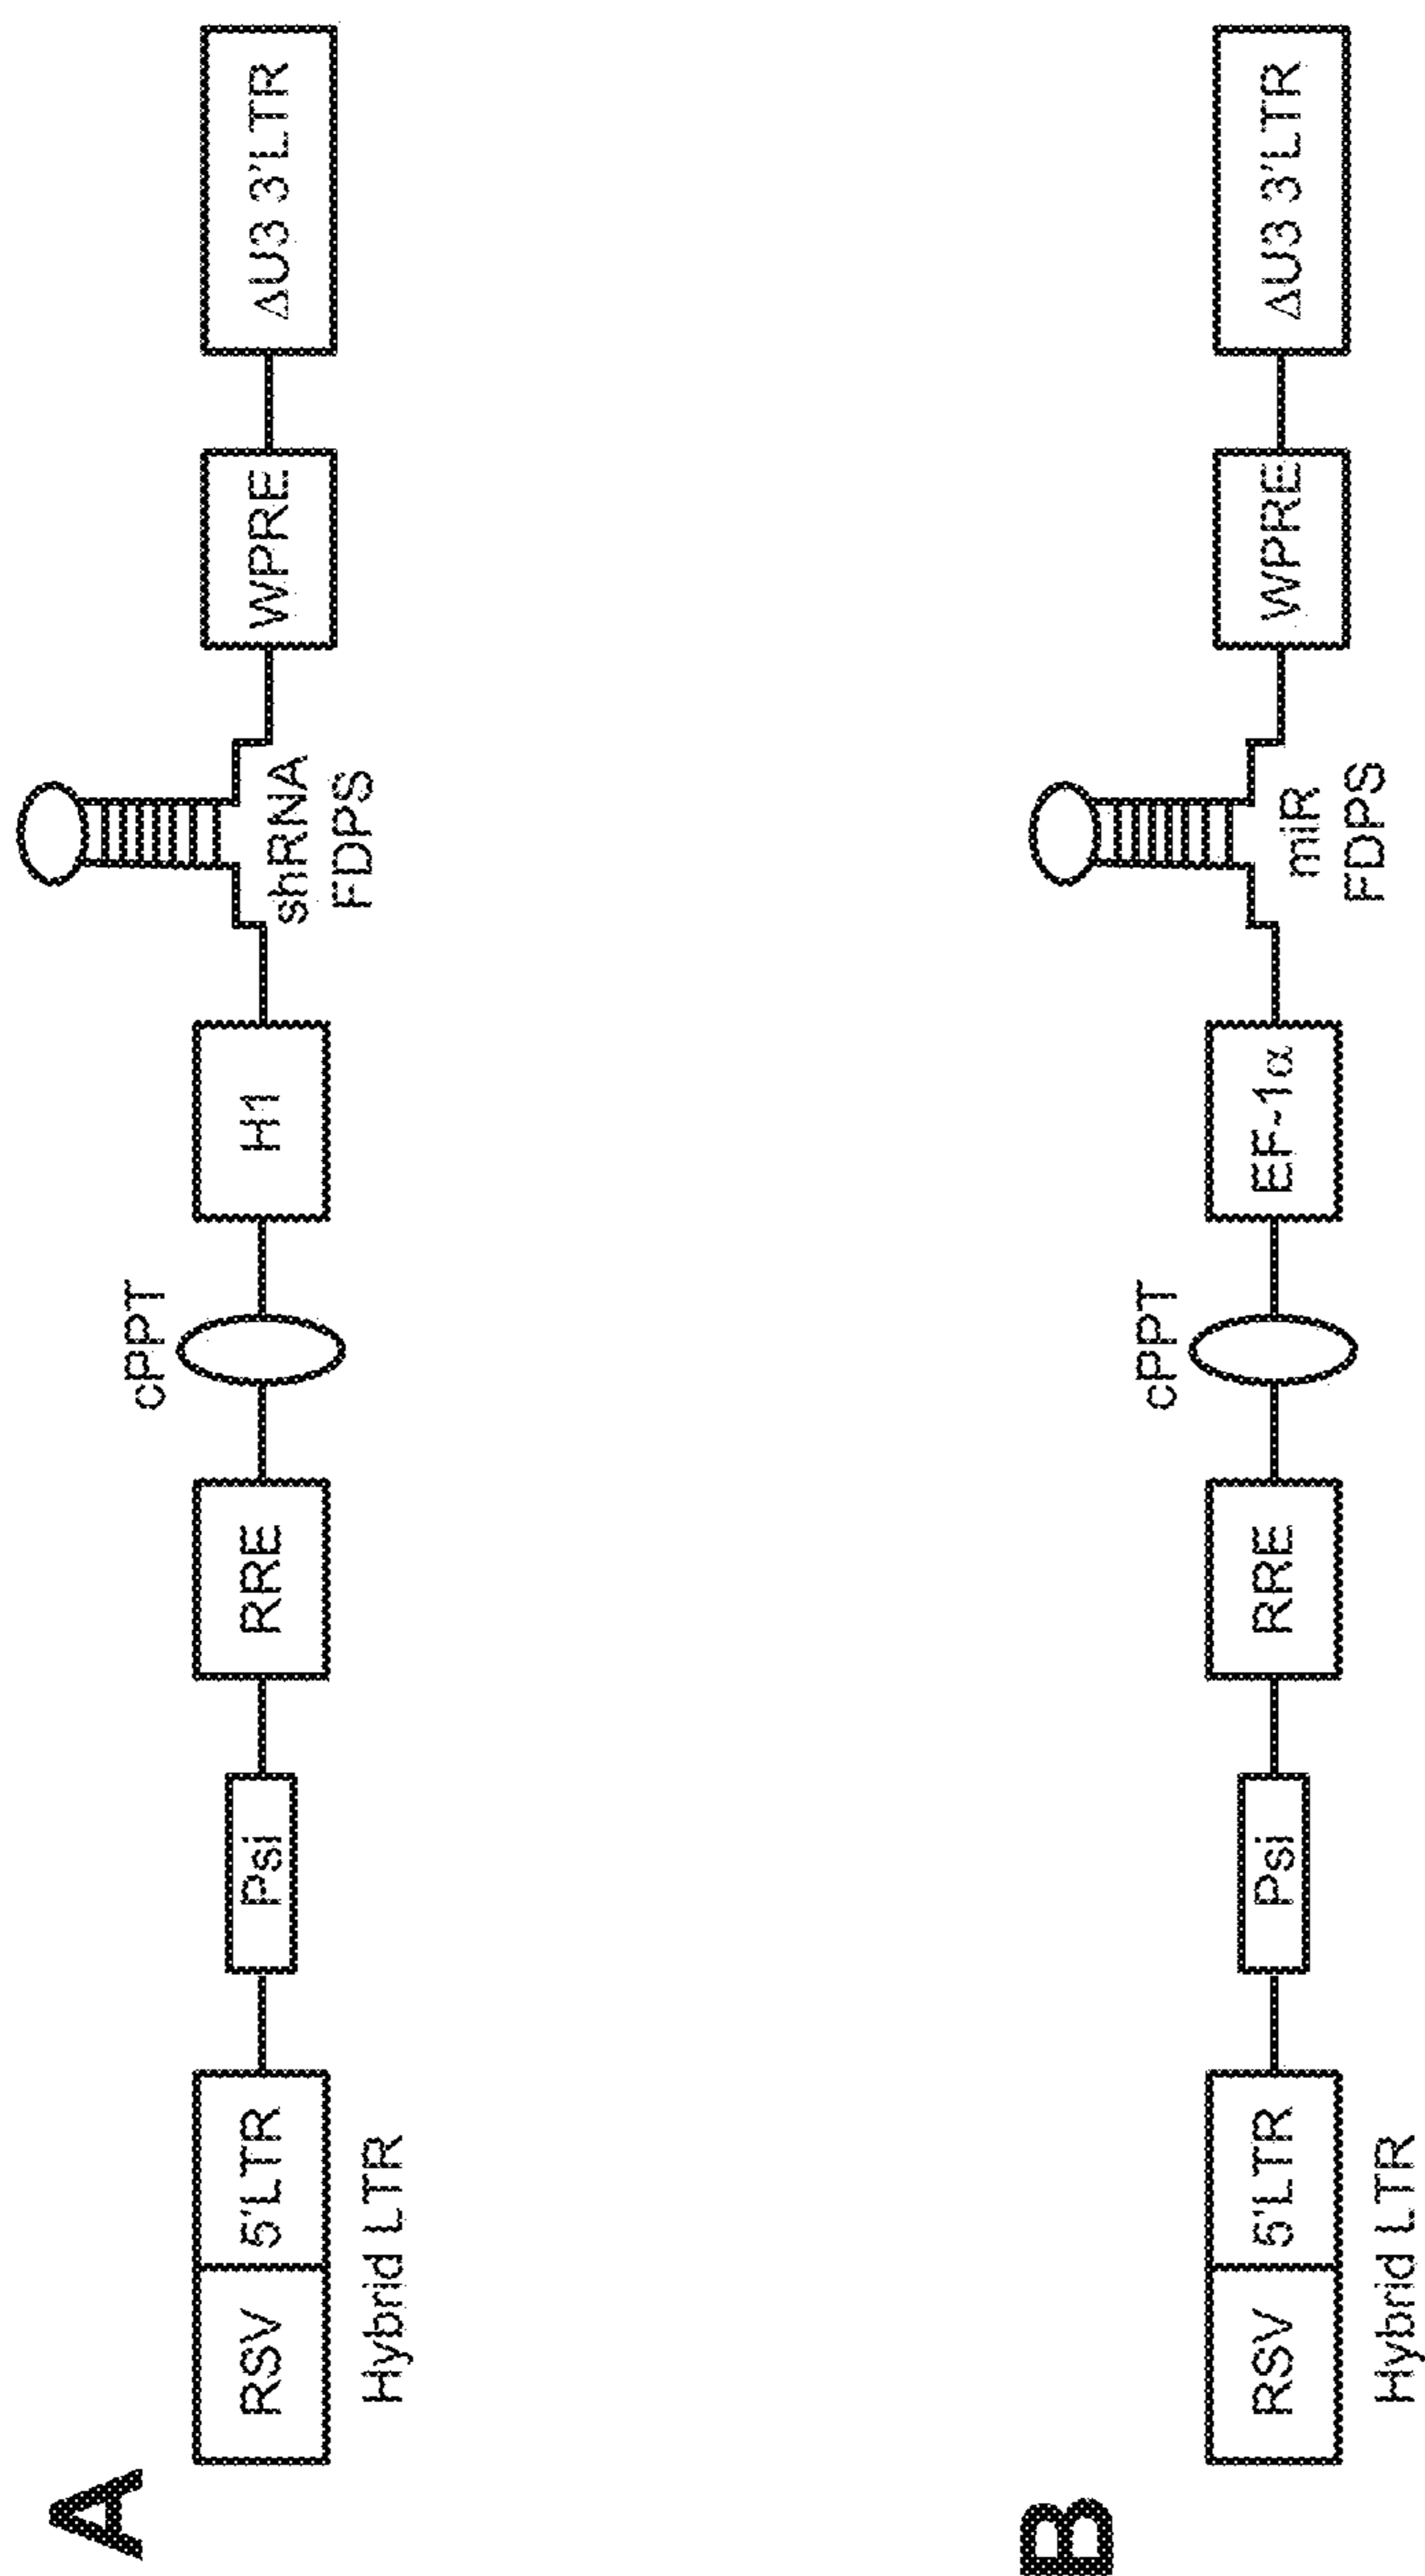 A
RSV
5'LTR
Hybrid LTR
Psi
RRE
cPPT
H1
shRNA
FDPS
WPRE
ΔU3 3'LTR
B
RSV
5'LTR
Hybrid LTR
Psi
RRE
cPPT
EF-1α
miR
FDPS
WPRE
ΔU3 3'LTR